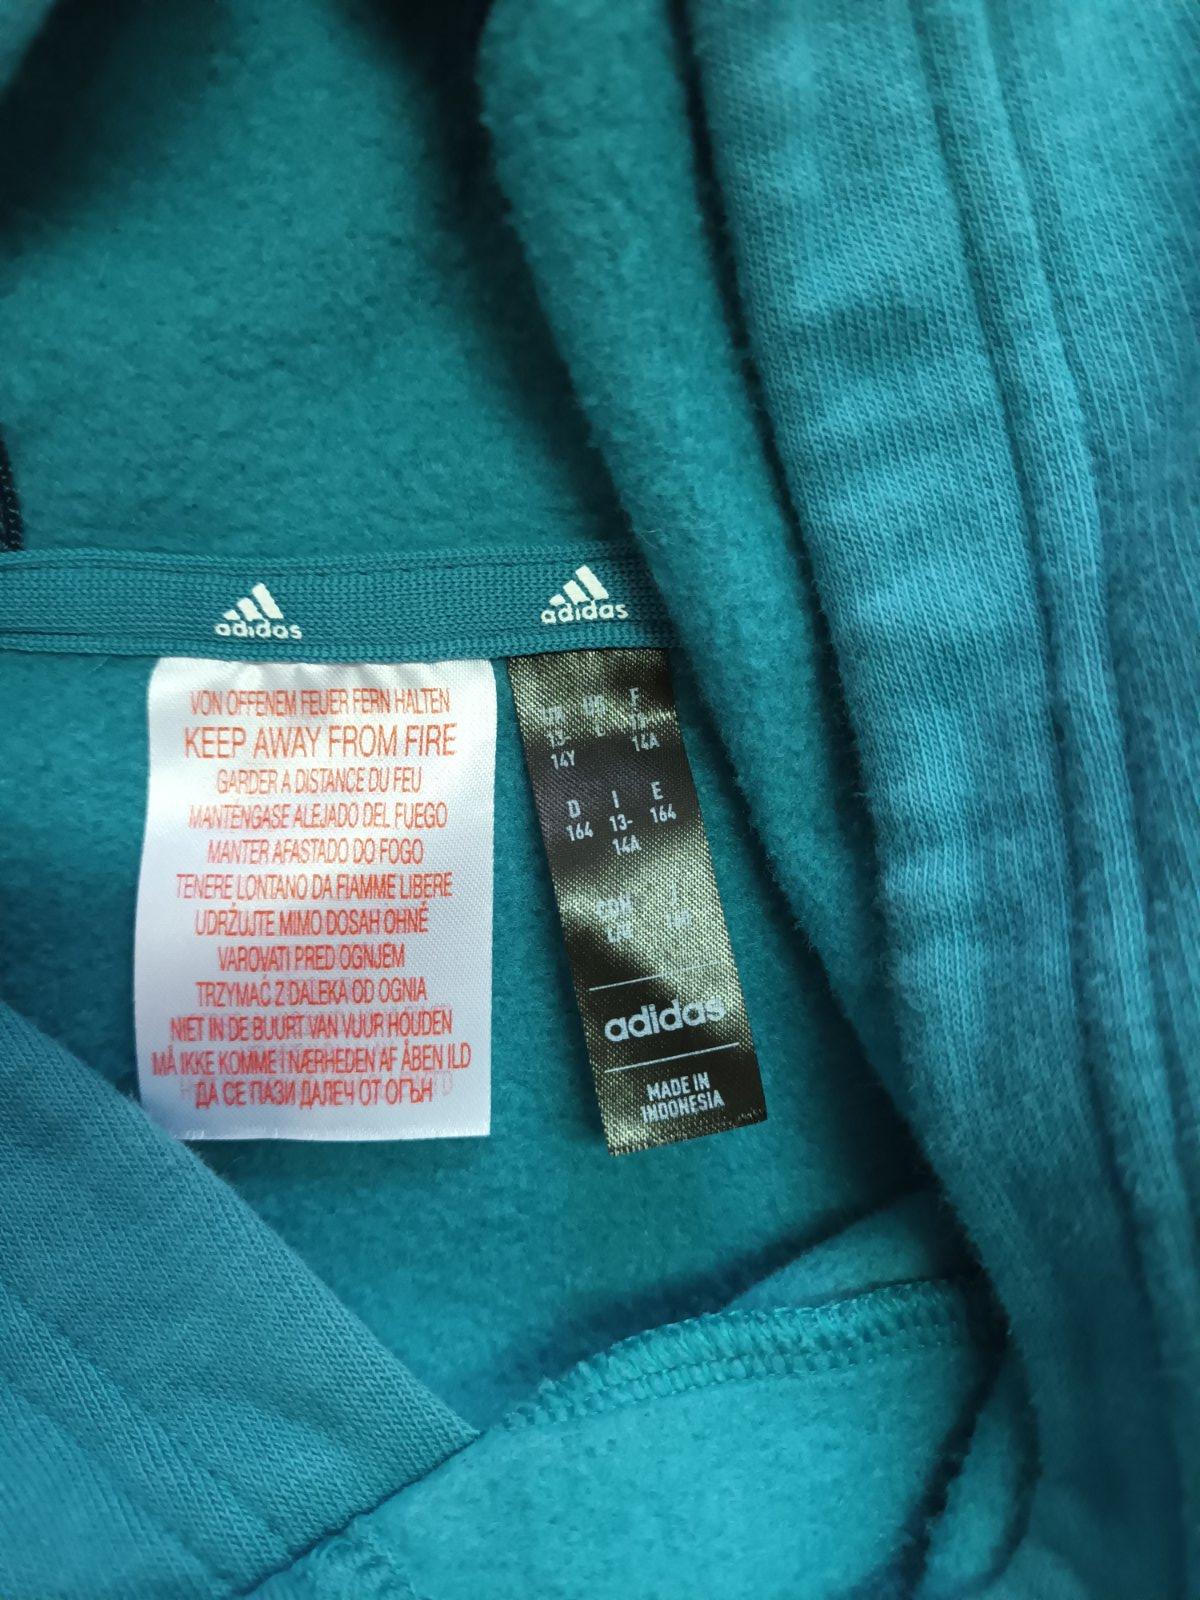 adidas
adidas
VON OFFENEM FEUER FERN HALTEN
KEEP AWAY FROM FIRE
GARDER A DISTANCE DU FEU
MANTÉNGASE ALEJADO DEL FUEGO
MANTER AFASTADO DO FOGO
TENERE LONTANO DA FIAMME LIBERE
UDRŽUJTE MIMO DOSAH OHNĚ
VAROVATI PRED OGNJEM
TRZYMAĆ Z DALEKA OD OGNIA
NIET IN DE BUURT VAN VUUR HOUDEN
MÅ IKKE KOMME I NÆRHEDEN AF ÅBEN ILD
ДА СЕ ПАЗИ ДАЛЕЧ ОТ ОГЪН
F
13-
14Y 14A
D I E
164 13- 164
14A
adidas
MADE IN
INDONESIA